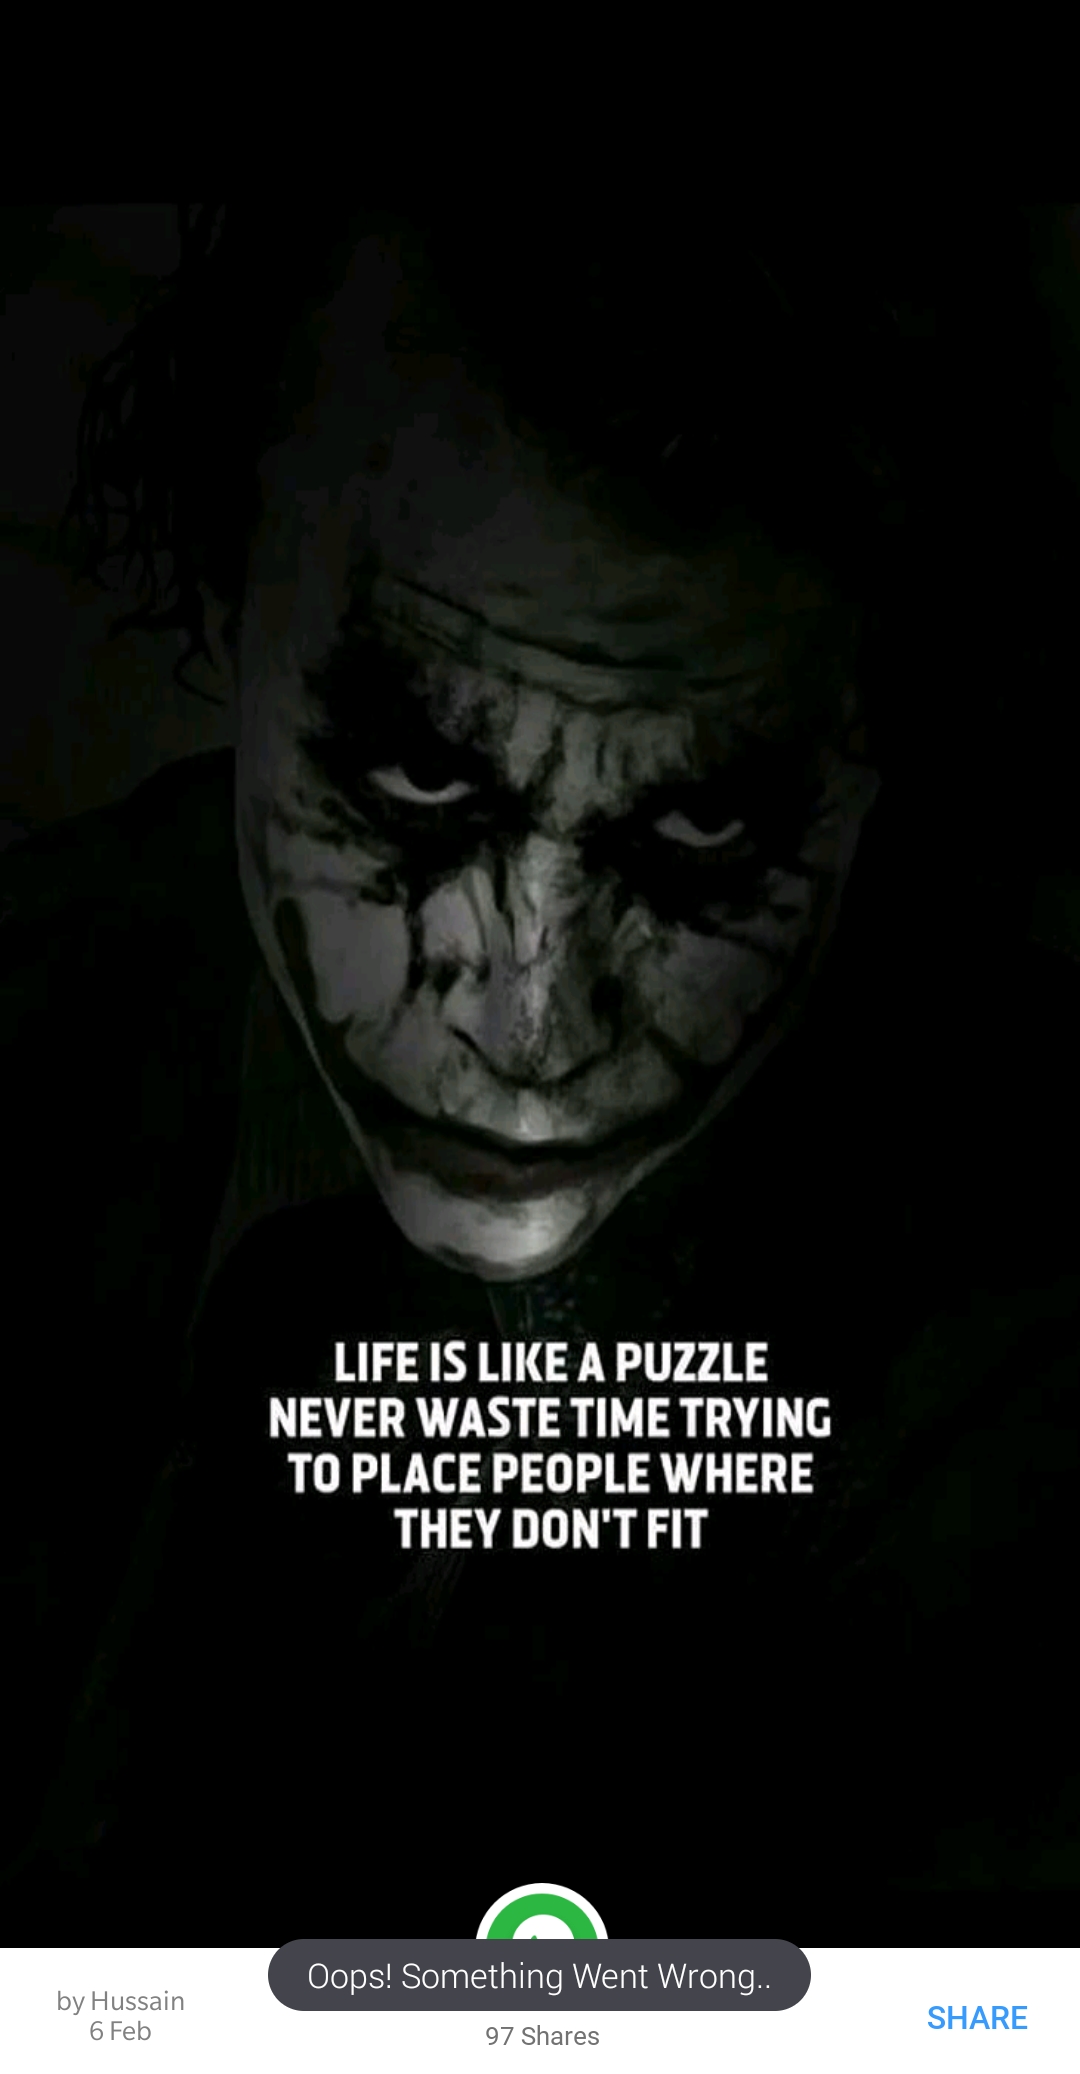 LIFE IS LIKE A PUZZLE
NEVER WASTE TIME TRYING
TO PLACE PEOPLE WHERE
THEY DON'T FIT
Oops! Something Went Wrong..
by Hussain
6 Feb
97 Shares
SHARE